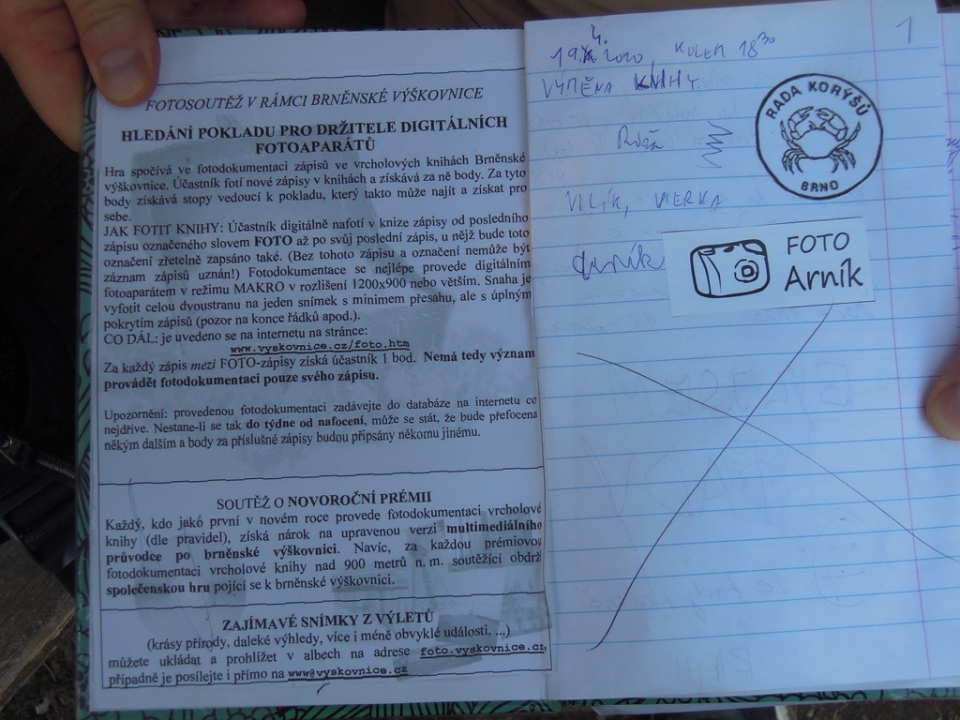 FOTOSOUTĚŽ V RÁMCI BRNĚNSKÉ VÝŠKOVNICE
HLEDÁNÍ POKLADU PRO DRŽITELE DIGITÁLNÍCH
FOTOAPARÁTŮ
Hra spočívá ve fotodokumentaci zápisů ve vrcholových knihách Brněnské
výškovnice. Účastník fotí nové zápisy v knihách a získává za ně body. Za tyto
body získává stopy vedoucí k pokladu, který takto může najít a získat pro
sebe.
JAK FOTIT KNIHY: Účastník digitálně nafotí v knize zápisy od posledního
zápisu označeného slovem FOTO až po svůj poslední zápis, u nějž bude toto
označení zřetelně zapsáno také. (Bez tohoto zápisu a označení nemůže být
záznam zápisů uznán!) Fotodokumentace se nejlépe provede digitálním
fotoaparátem v režimu MAKRO v rozlišení 1200x900 nebo větším. Snaha je
vyfotit celou dvoustranu na jeden snímek s minimem přesahu, ale s úplným
pokrytím zápisů (pozor na konce řádků apod.).
CO DÁL: je uvedeno se na internetu na stránce:
www.vyskovnice.cz/foto.htm
Za každý zápis mezi FOTO-zápisy získá účastník 1 bod. Nemá tedy význam
provádět fotodokumentaci pouze svého zápisu.
Upozornění: provedenou fotodokumentaci zadávejte do databáze na internetu co
nejdříve. Nestane-li se tak do týdne od nafocení, může se stát, že bude přefocena
někým dalším a body za příslušné zápisy budou připsány někomu jinému.
SOUTĚŽ O NOVOROČNÍ PRÉMII
Každý, kdo jako první v novém roce provede fotodokumentaci vrcholové
knihy (dle pravidel), získá nárok na upravenou verzi multimediálního
průvodce po brněnské výškovnici. Navíc, za každou prémiovou
fotodokumentaci vrcholové knihy nad 900 metrů n. m. soutěžící obdrží
společenskou hru pojící se k brněnské výškovnici.
ZAJÍMAVÉ SNÍMKY Z VÝLETŮ
(krásy přírody, daleké výhledy, více i méně obvyklé události, ...)
můžete ukládat a prohlížet v albech na adrese foto.vyskovnice.cz,
případně je posílejte i přímo na www@vyskovnice.cz
1
19. 4. 2010, KOLEM 18³⁰
VÝMĚNA KNIHY
RADA KORÝŠŮ
BRNO
VILÍK, VIERKA
Arník
FOTO
Arník